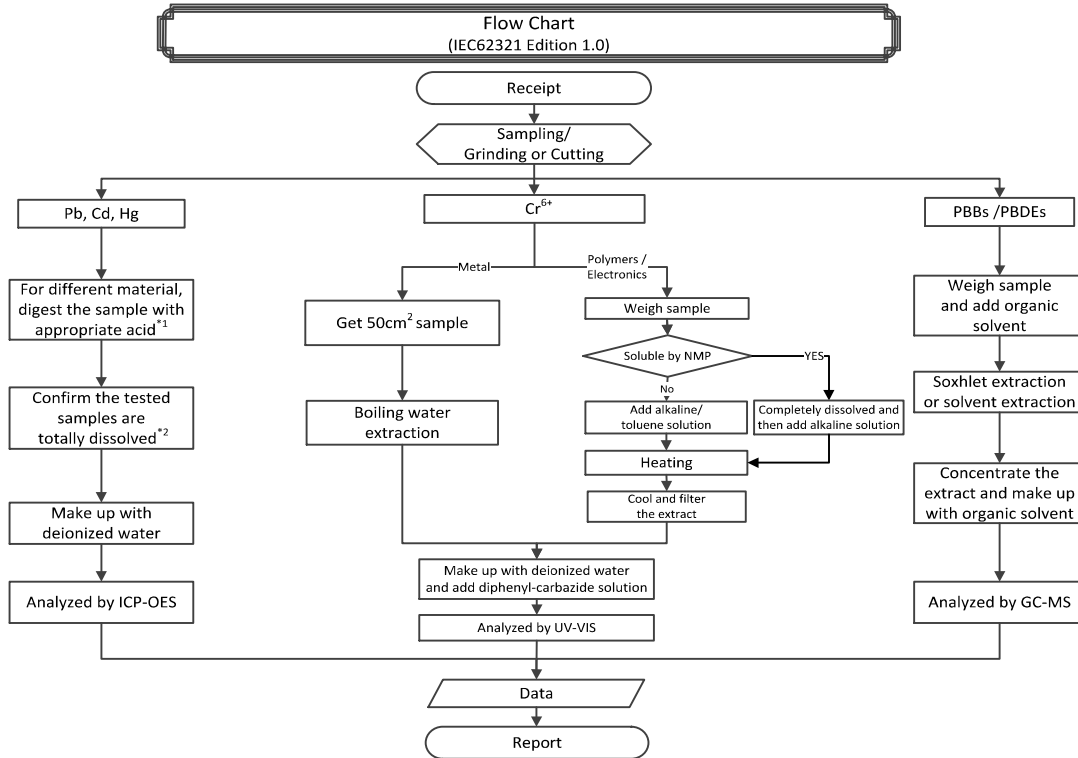 Flow Chart
(IEC62321 Edition 1.0)
Receipt
Sampling/
Grinding or Cutting
Pb, Cd, Hg
For different material,
digest the sample with
appropriate acid*1
Confirm the tested
samples are
totally dissolved*2
Make up with
deionized water
Analyzed by ICP-OES
Cr6+
Metal
Get 50cm2 sample
Boiling water
extraction
Polymers /
Electronics
Weigh sample
Soluble by NMP
YES
No
Add alkaline/
toluene solution
Completely dissolved and
then add alkaline solution
Heating
Cool and filter
the extract
Make up with deionized water
and add diphenyl-carbazide solution
Analyzed by UV-VIS
PBBs /PBDEs
Weigh sample
and add organic
solvent
Soxhlet extraction
or solvent extraction
Concentrate the
extract and make up
with organic solvent
Analyzed by GC-MS
Data
Report